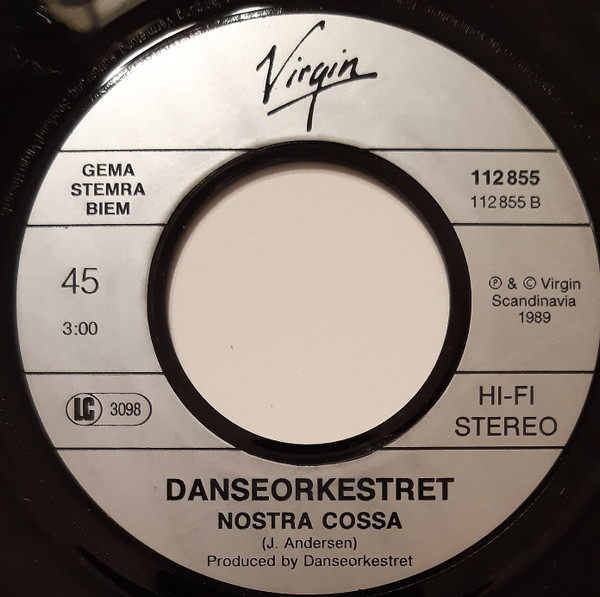 Virgin
GEMA
STEMRA
BIEM
112 855
112 855 B
45
3:00
℗ & © Virgin
Scandinavia
1989
LC 3098
HI-FI
STEREO
DANSEORKESTRET
NOSTRA COSSA
(J. Andersen)
Produced by Danseorkestret